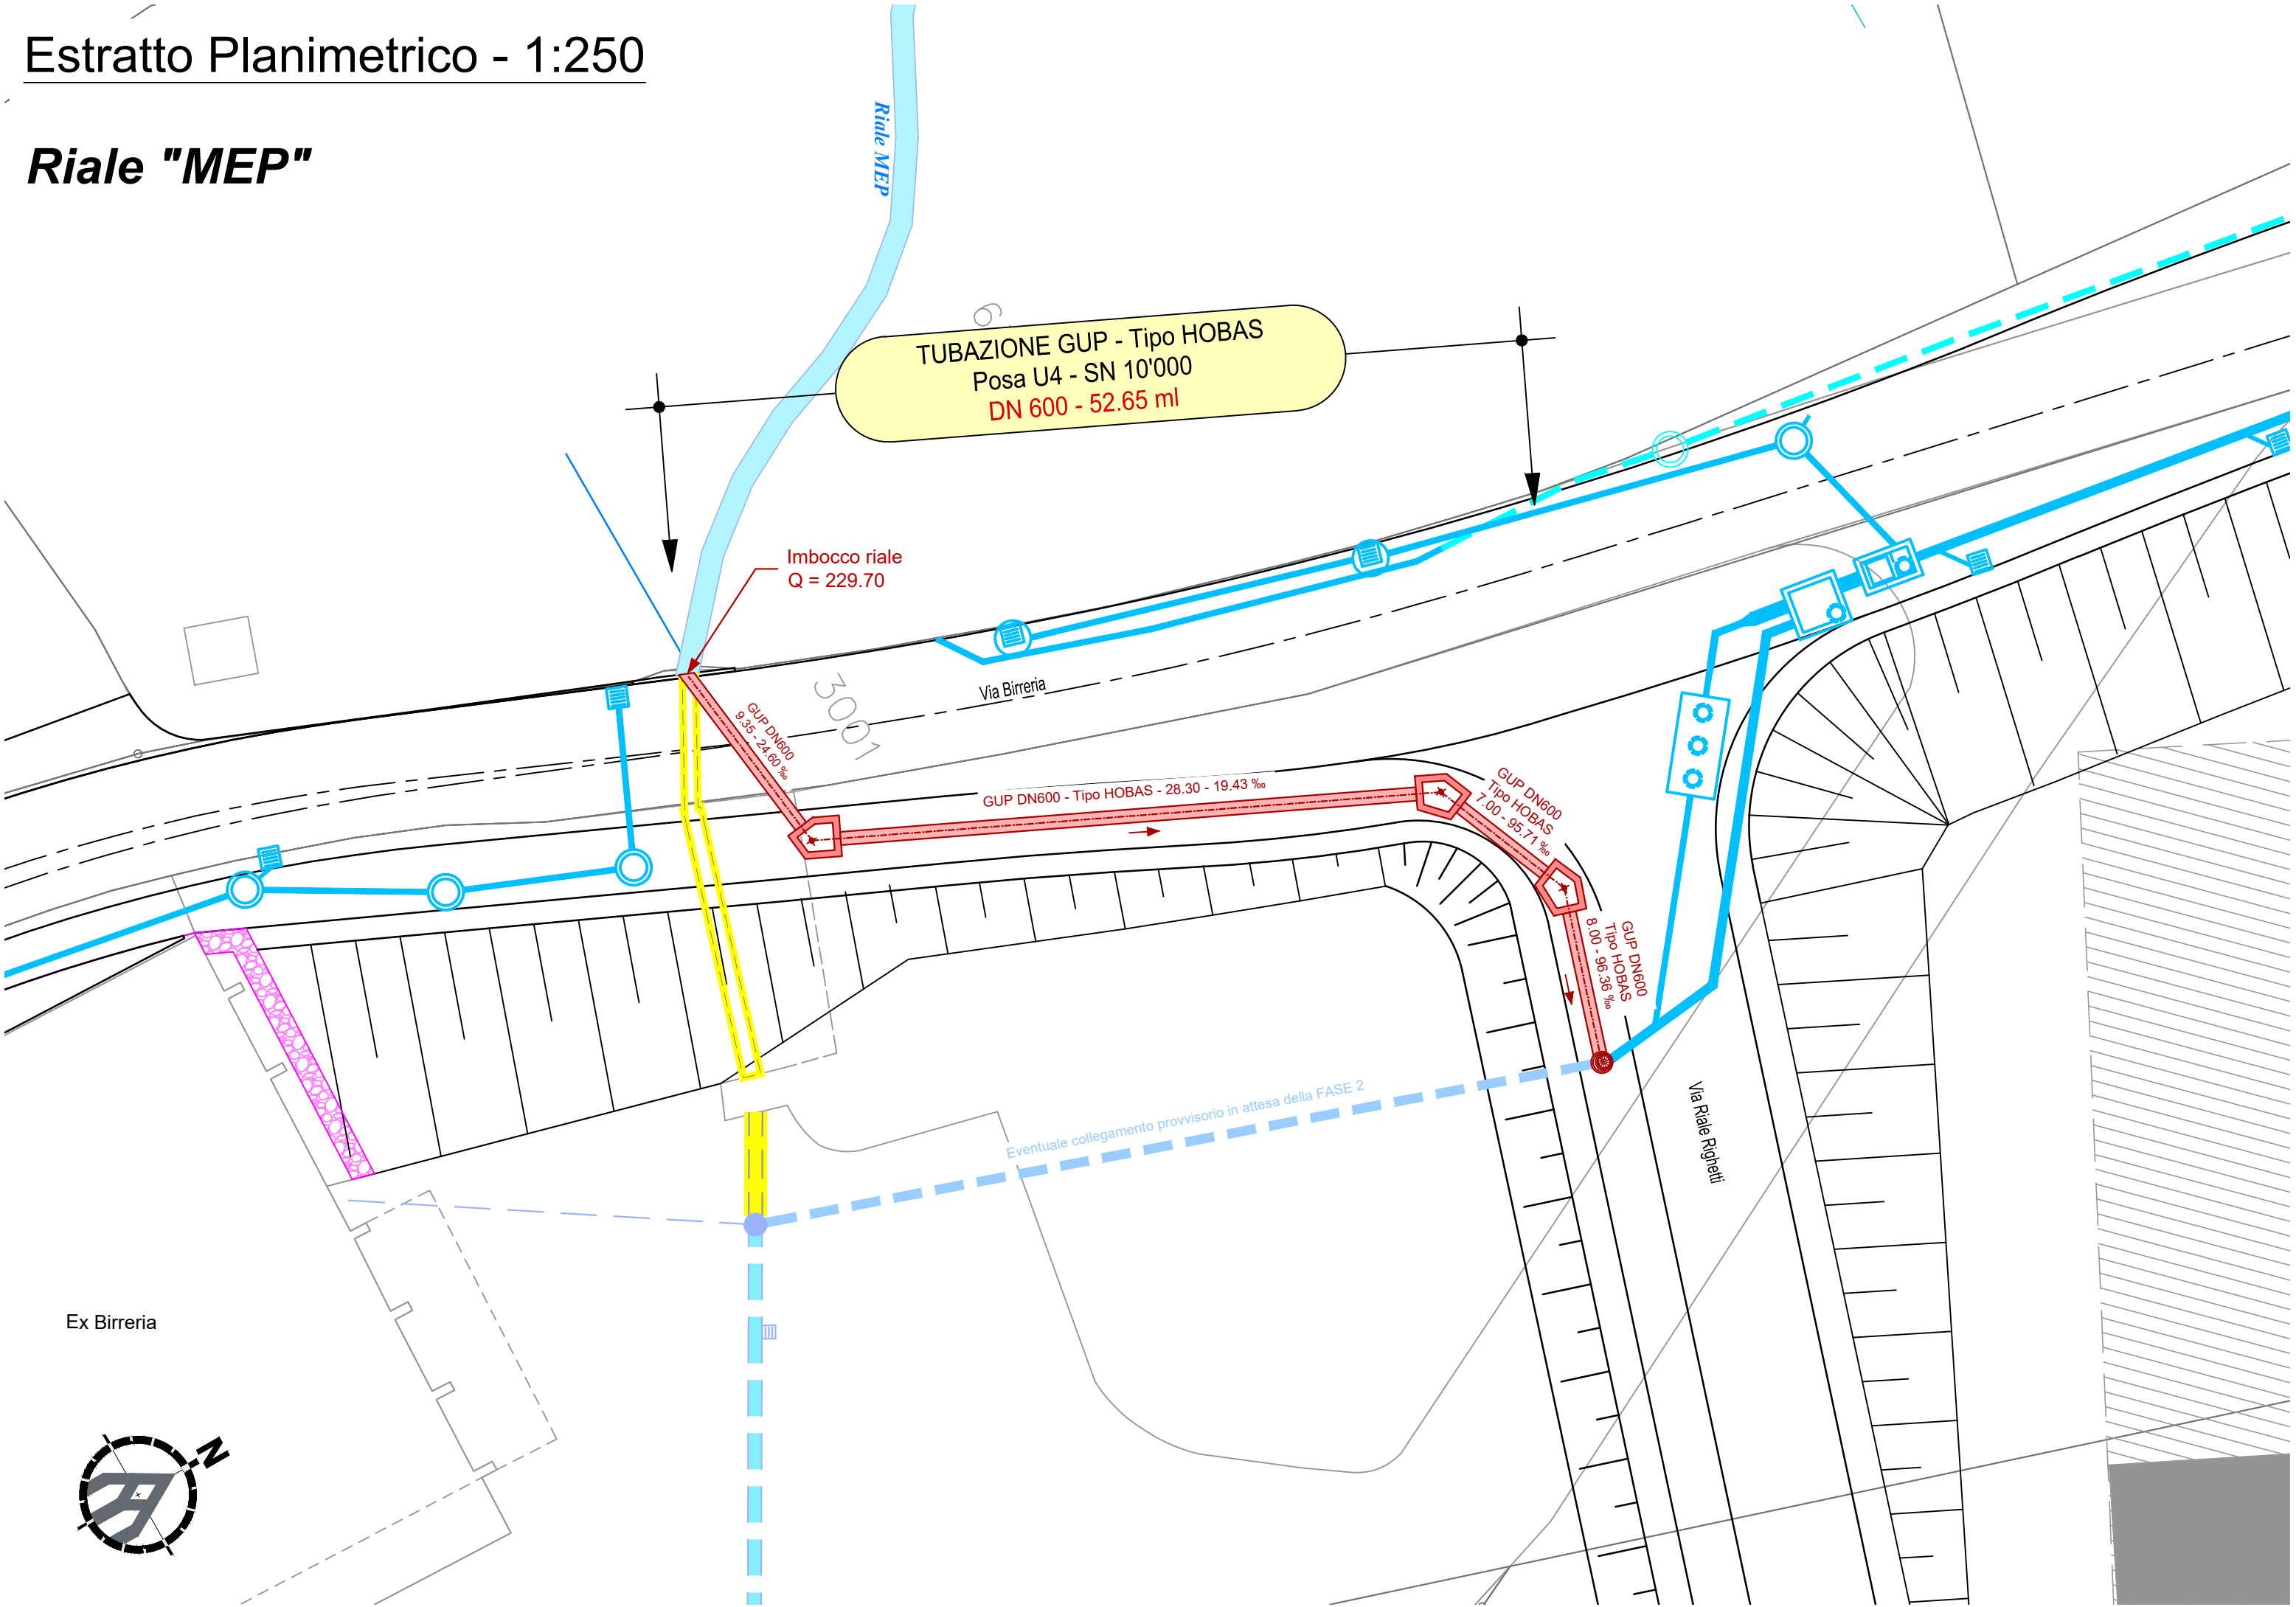 Estratto Planimetrico - 1:250
Riale "MEP"
Riale MEP
6
TUBAZIONE GUP - Tipo HOBAS
Posa U4 - SN 10'000
DN 600 - 52.65 ml
Imbocco riale
Q = 229.70
Via Birreria
3001
GUP DN600
9.35 - 24.60 ‰
GUP DN600 - Tipo HOBAS - 28.30 - 19.43 ‰
GUP DN600
Tipo HOBAS
7.00 - 95.71 ‰
GUP DN600
Tipo HOBAS
8.00 - 96.36 ‰
Eventuale collegamento provvisorio in attesa della FASE 2
Via Riale Righetti
Ex Birreria
N